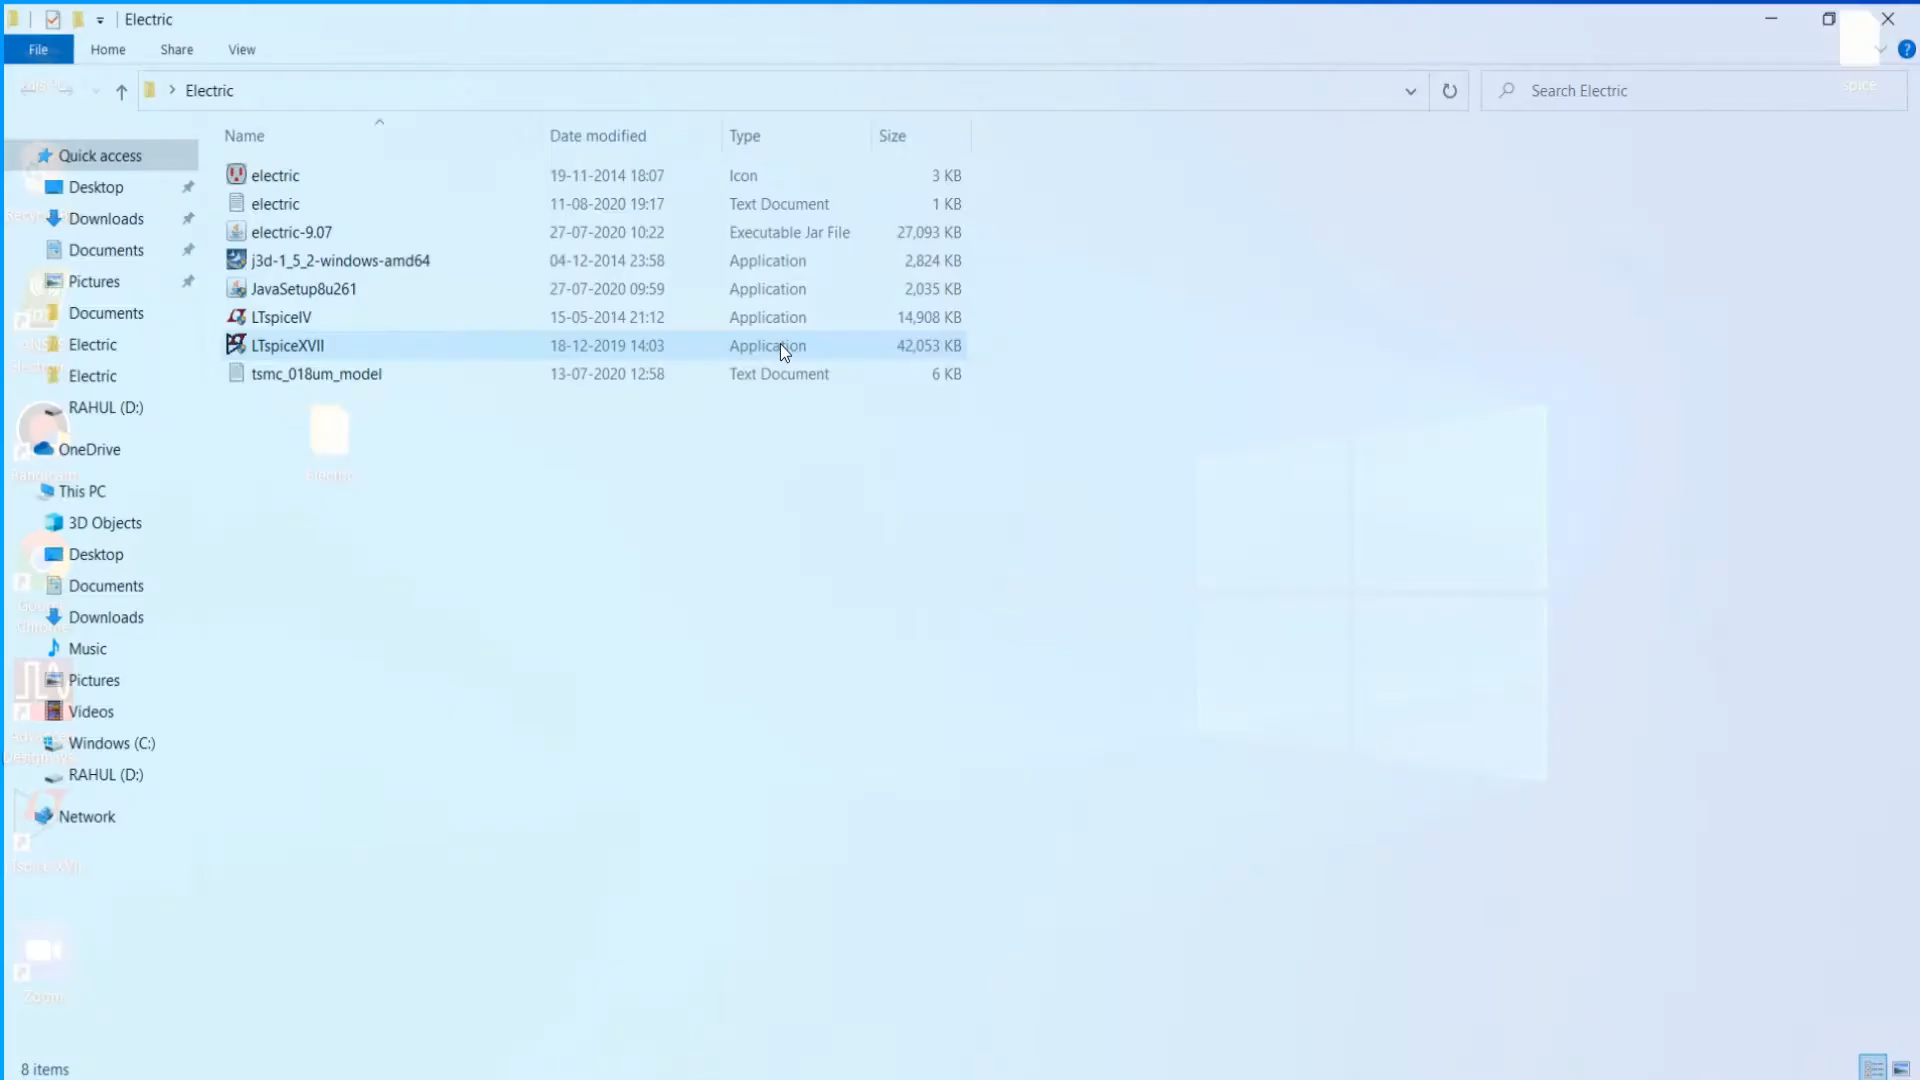 Electric
File Home Share View
Electric
Search Electric
Spice
Name Date modified Type Size
Quick access
Desktop
Downloads
Documents
Pictures
Documents
Electric
Electric
RAHUL (D:)
OneDrive
This PC
3D Objects
Desktop
Documents
Downloads
Music
Pictures
Videos
Windows (C:)
RAHUL (D:)
Network
electric 19-11-2014 18:07 Icon 3 KB
electric 11-08-2020 19:17 Text Document 1 KB
electric-9.07 27-07-2020 10:22 Executable Jar File 27,093 KB
j3d-1_5_2-windows-amd64 04-12-2014 23:58 Application 2,824 KB
JavaSetup8u261 27-07-2020 09:59 Application 2,035 KB
LTspiceIV 15-05-2014 21:12 Application 14,908 KB
LTspiceXVII 18-12-2019 14:03 Application 42,053 KB
tsmc_018um_model 13-07-2020 12:58 Text Document 6 KB
Electric
Zoom
8 items